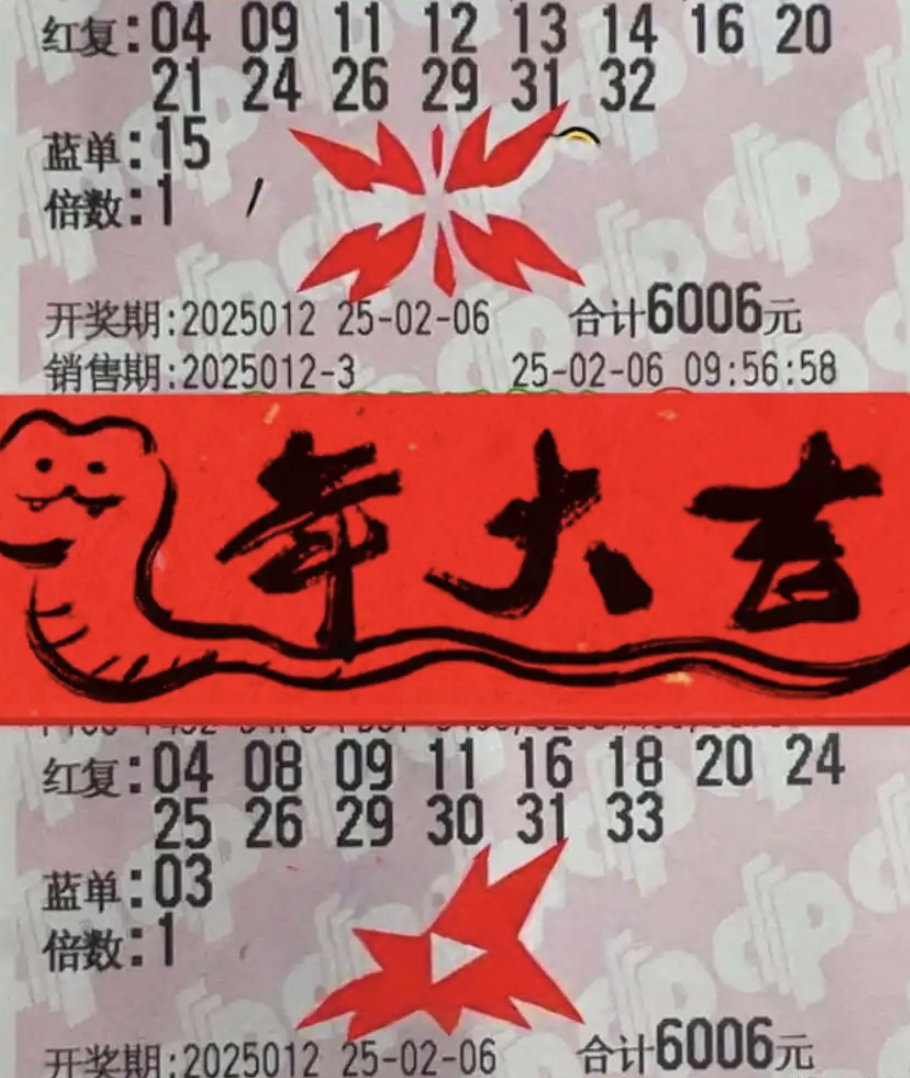 红复:04 09 11 12 13 14 16 20
21 24 26 29 31 32
蓝单:15
倍数:1
开奖期:2025012 25-02-06 合计6006元
销售期:2025012-3 25-02-06 09:56:58
年大吉
红复:04 08 09 11 16 18 20 24
25 26 29 30 31 33
蓝单:03
倍数:1
开奖期:2025012 25-02-06 合计6006元